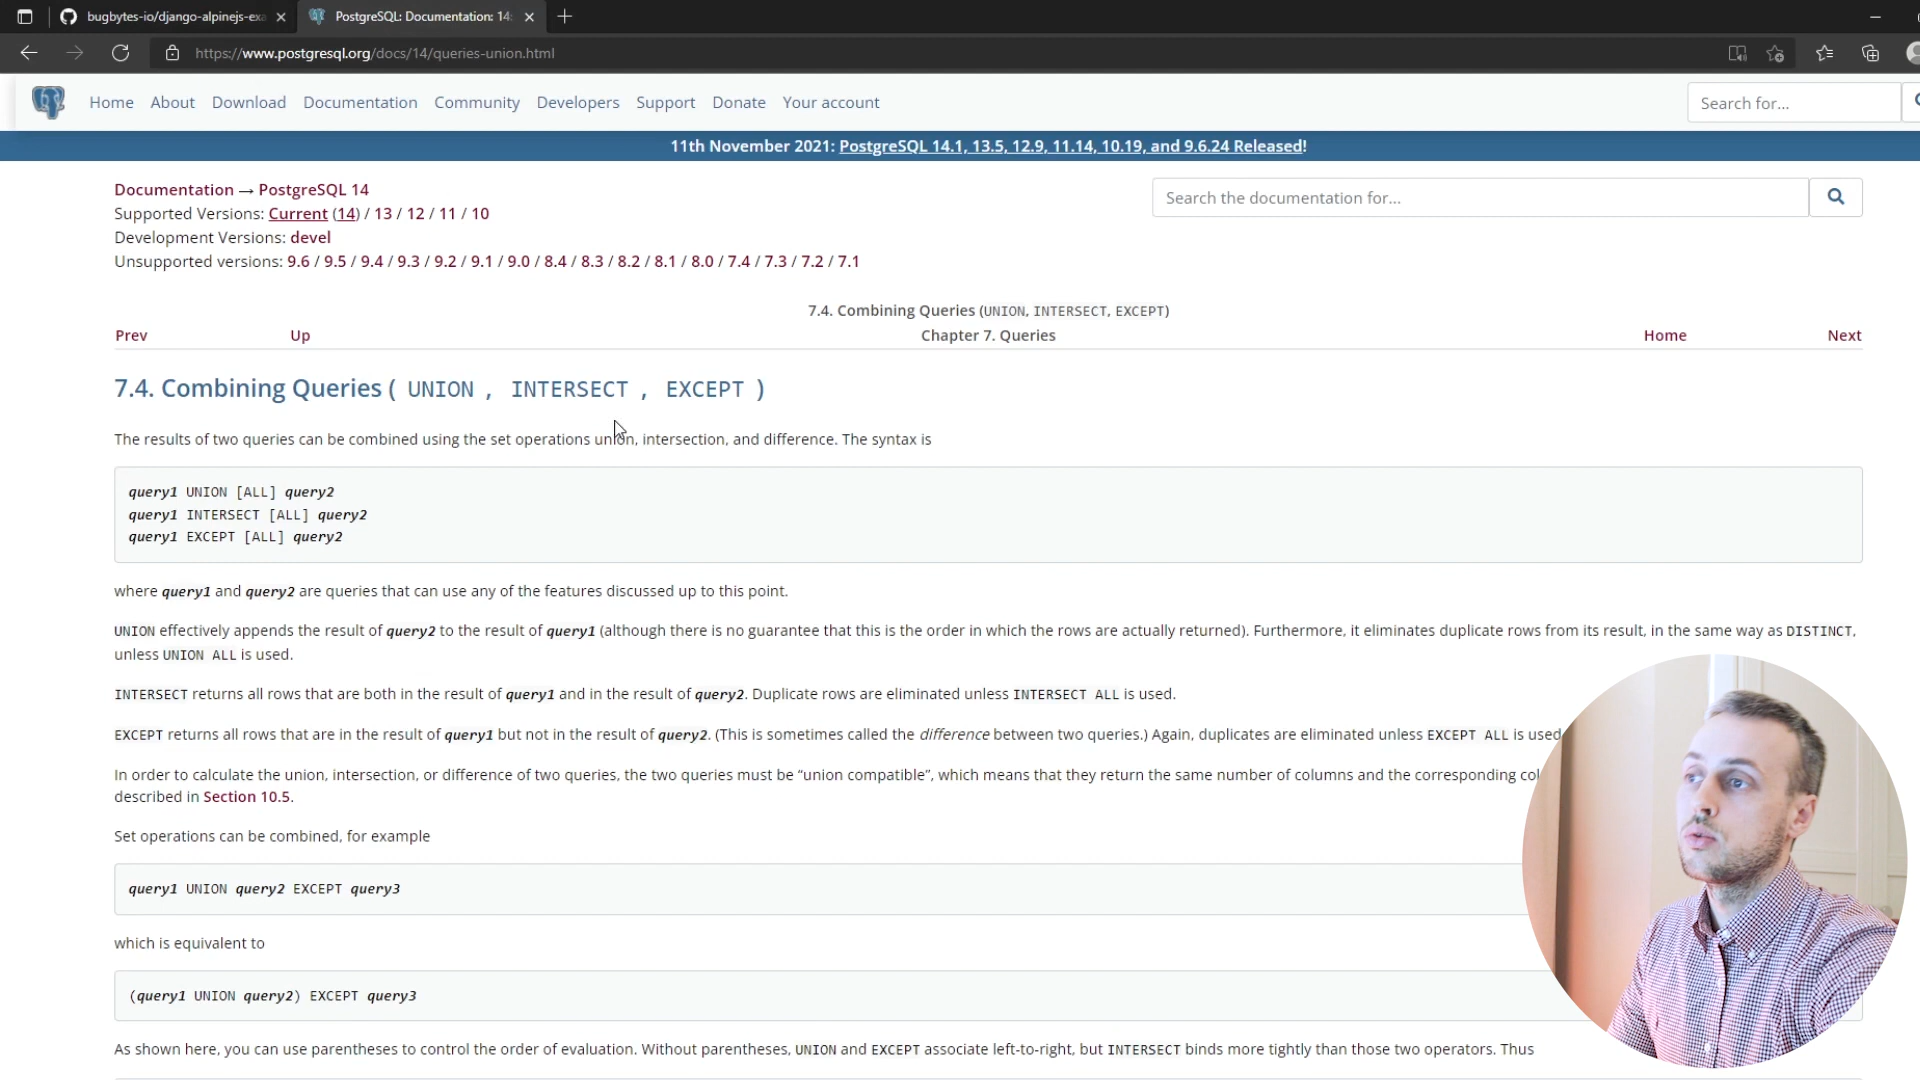 bugbytes-io/django-alpinejs-exa
PostgreSQL: Documentation: 14:
https://www.postgresql.org/docs/14/queries-union.html
Home About Download Documentation Community Developers Support Donate Your account
Search for...
11th November 2021: PostgreSQL 14.1, 13.5, 12.9, 11.14, 10.19, and 9.6.24 Released!
Documentation → PostgreSQL 14
Supported Versions: Current (14) / 13 / 12 / 11 / 10
Development Versions: devel
Unsupported versions: 9.6 / 9.5 / 9.4 / 9.3 / 9.2 / 9.1 / 9.0 / 8.4 / 8.3 / 8.2 / 8.1 / 8.0 / 7.4 / 7.3 / 7.2 / 7.1
Search the documentation for...
7.4. Combining Queries (UNION, INTERSECT, EXCEPT)
Prev Up Chapter 7. Queries Home Next
7.4. Combining Queries ( UNION , INTERSECT , EXCEPT )
The results of two queries can be combined using the set operations union, intersection, and difference. The syntax is
query1 UNION [ALL] query2
query1 INTERSECT [ALL] query2
query1 EXCEPT [ALL] query2
where query1 and query2 are queries that can use any of the features discussed up to this point.
UNION effectively appends the result of query2 to the result of query1 (although there is no guarantee that this is the order in which the rows are actually returned). Furthermore, it eliminates duplicate rows from its result, in the same way as DISTINCT,
unless UNION ALL is used.
INTERSECT returns all rows that are both in the result of query1 and in the result of query2. Duplicate rows are eliminated unless INTERSECT ALL is used.
EXCEPT returns all rows that are in the result of query1 but not in the result of query2. (This is sometimes called the difference between two queries.) Again, duplicates are eliminated unless EXCEPT ALL is used
In order to calculate the union, intersection, or difference of two queries, the two queries must be “union compatible”, which means that they return the same number of columns and the corresponding col
described in Section 10.5.
Set operations can be combined, for example
query1 UNION query2 EXCEPT query3
which is equivalent to
(query1 UNION query2) EXCEPT query3
As shown here, you can use parentheses to control the order of evaluation. Without parentheses, UNION and EXCEPT associate left-to-right, but INTERSECT binds more tightly than those two operators. Thus